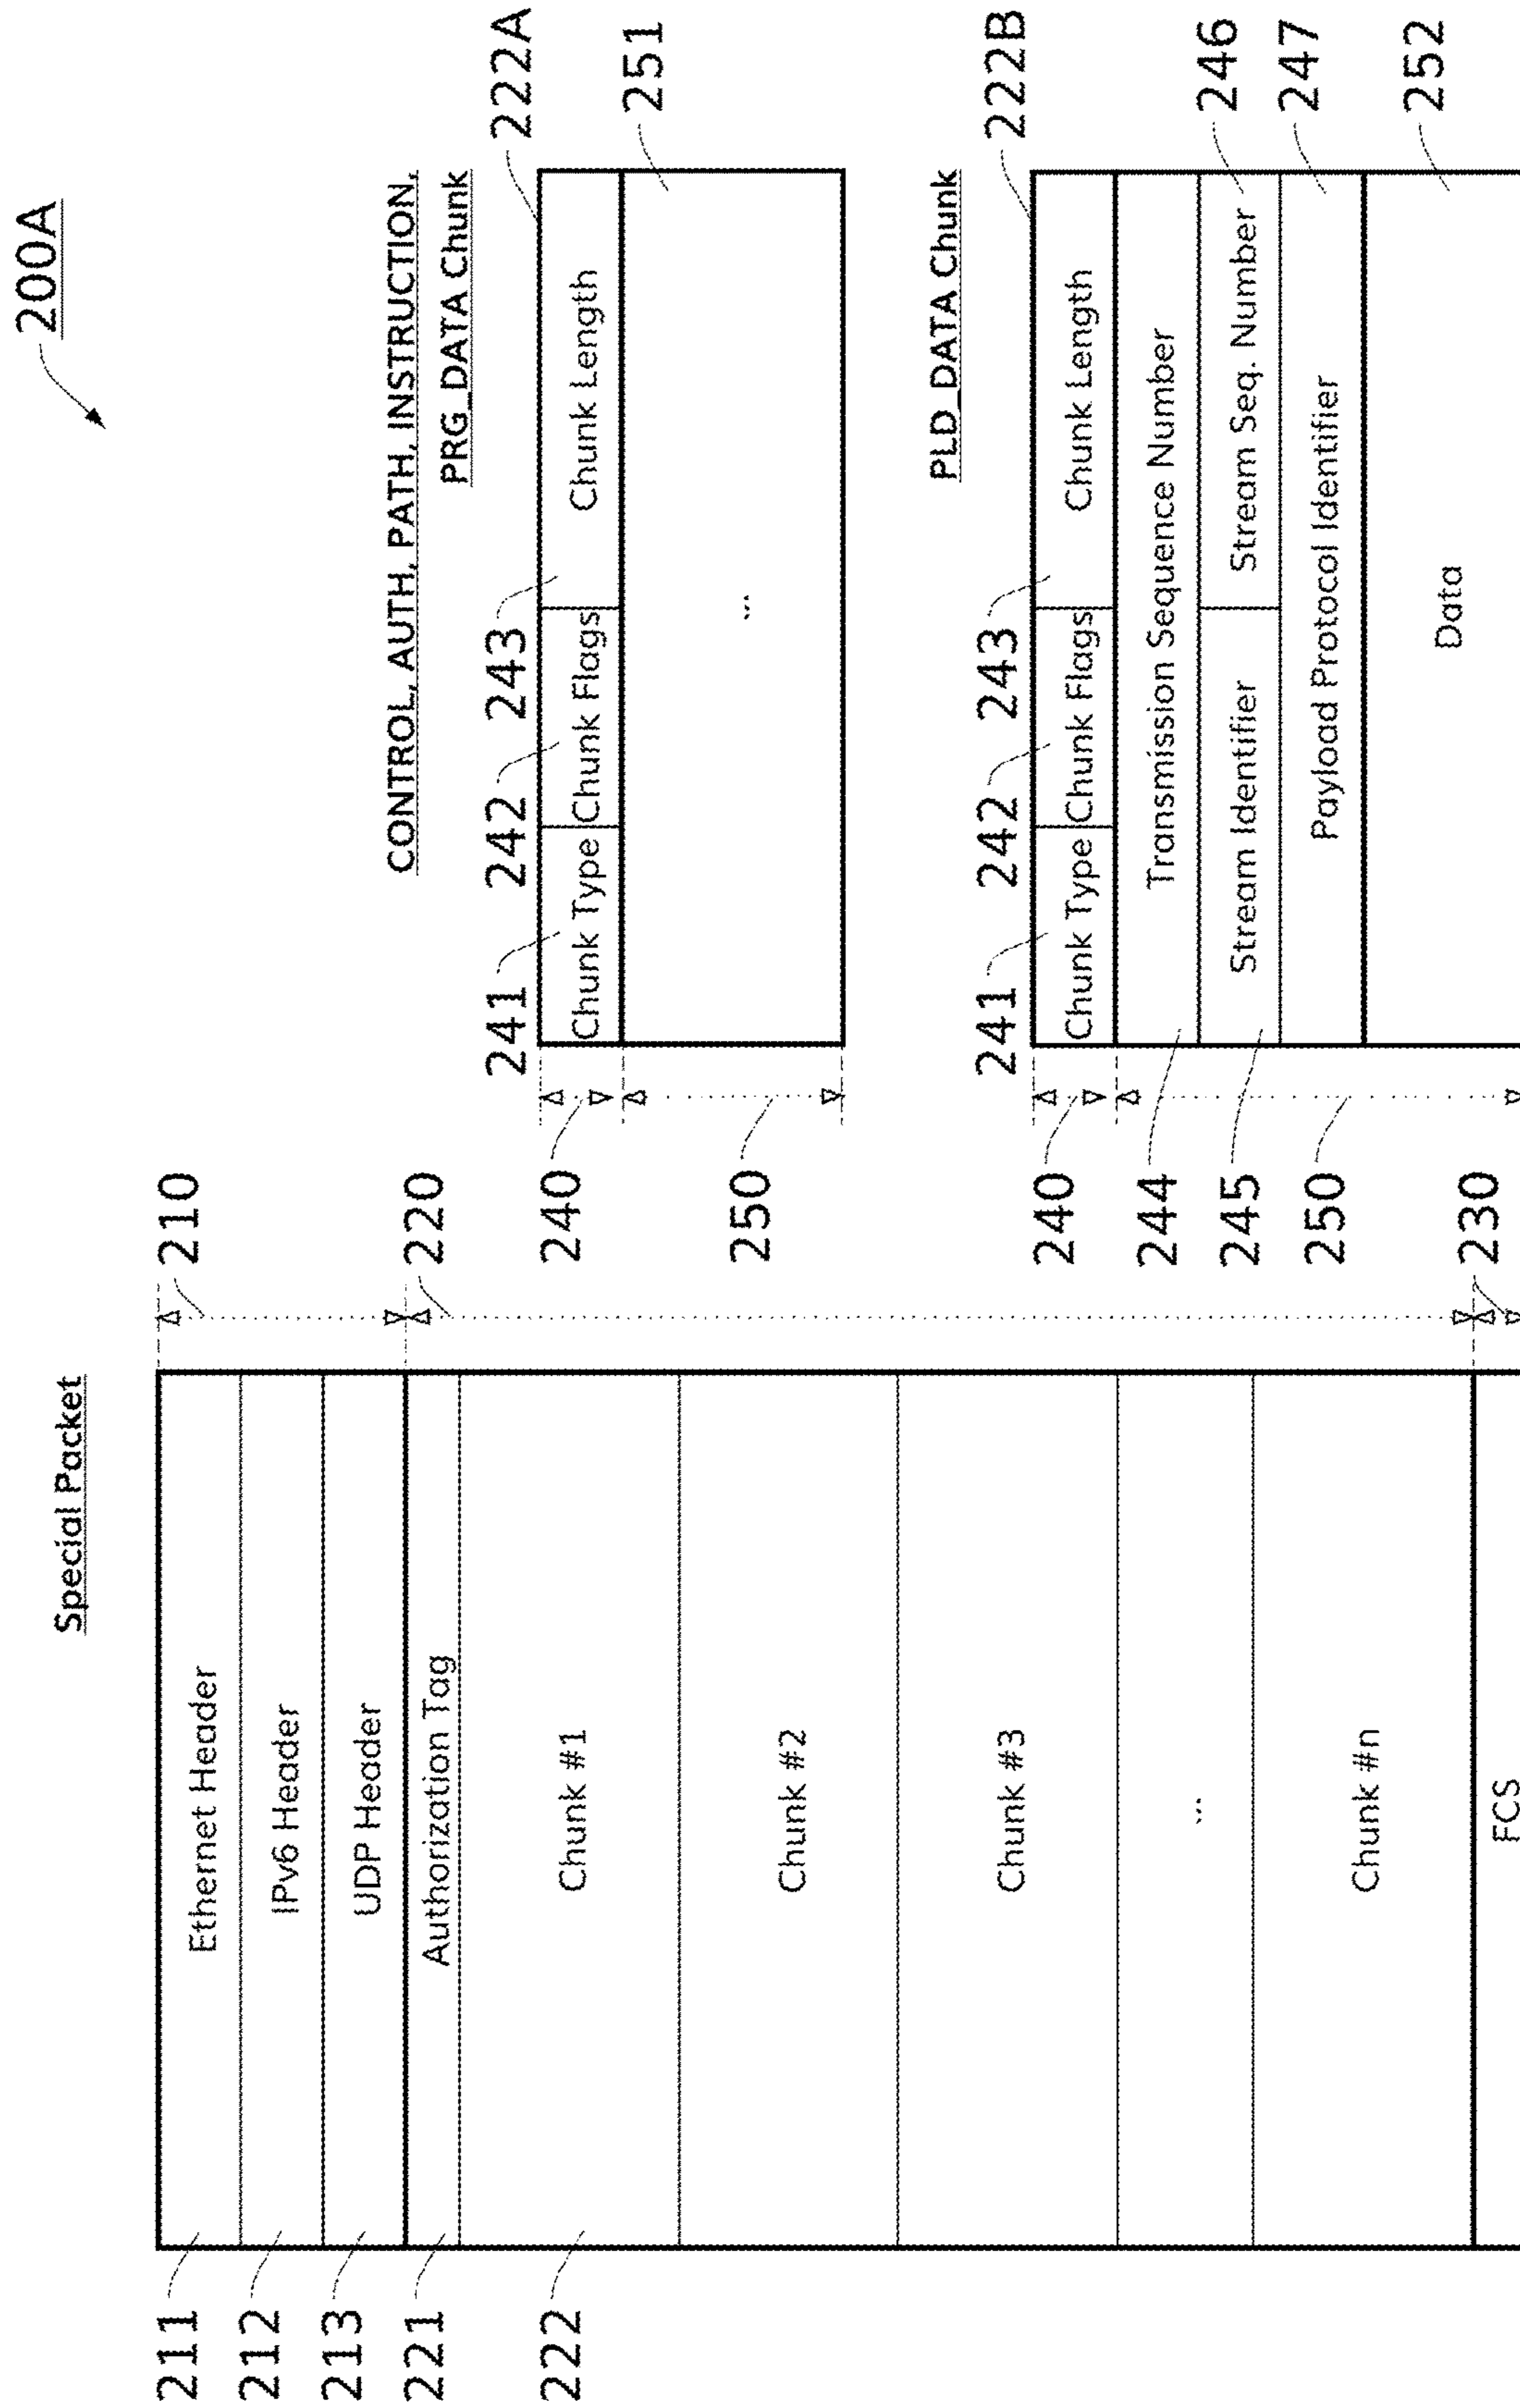 200A
Special Packet
210
211
Ethernet Header
212
IPv6 Header
213
UDP Header
220
221
Authorization Tag
222
Chunk #1
Chunk #2
Chunk #3
...
Chunk #n
230
FCS
CONTROL, AUTH, PATH, INSTRUCTION,
PRG_DATA Chunk
222A
241 242 243
240
Chunk Type Chunk Flags Chunk Length
251
250
...
PLD_DATA Chunk
222B
241 242 243
240
Chunk Type Chunk Flags Chunk Length
244
Transmission Sequence Number
245
Stream Identifier Stream Seq. Number
246
250
Payload Protocol Identifier
247
Data
252